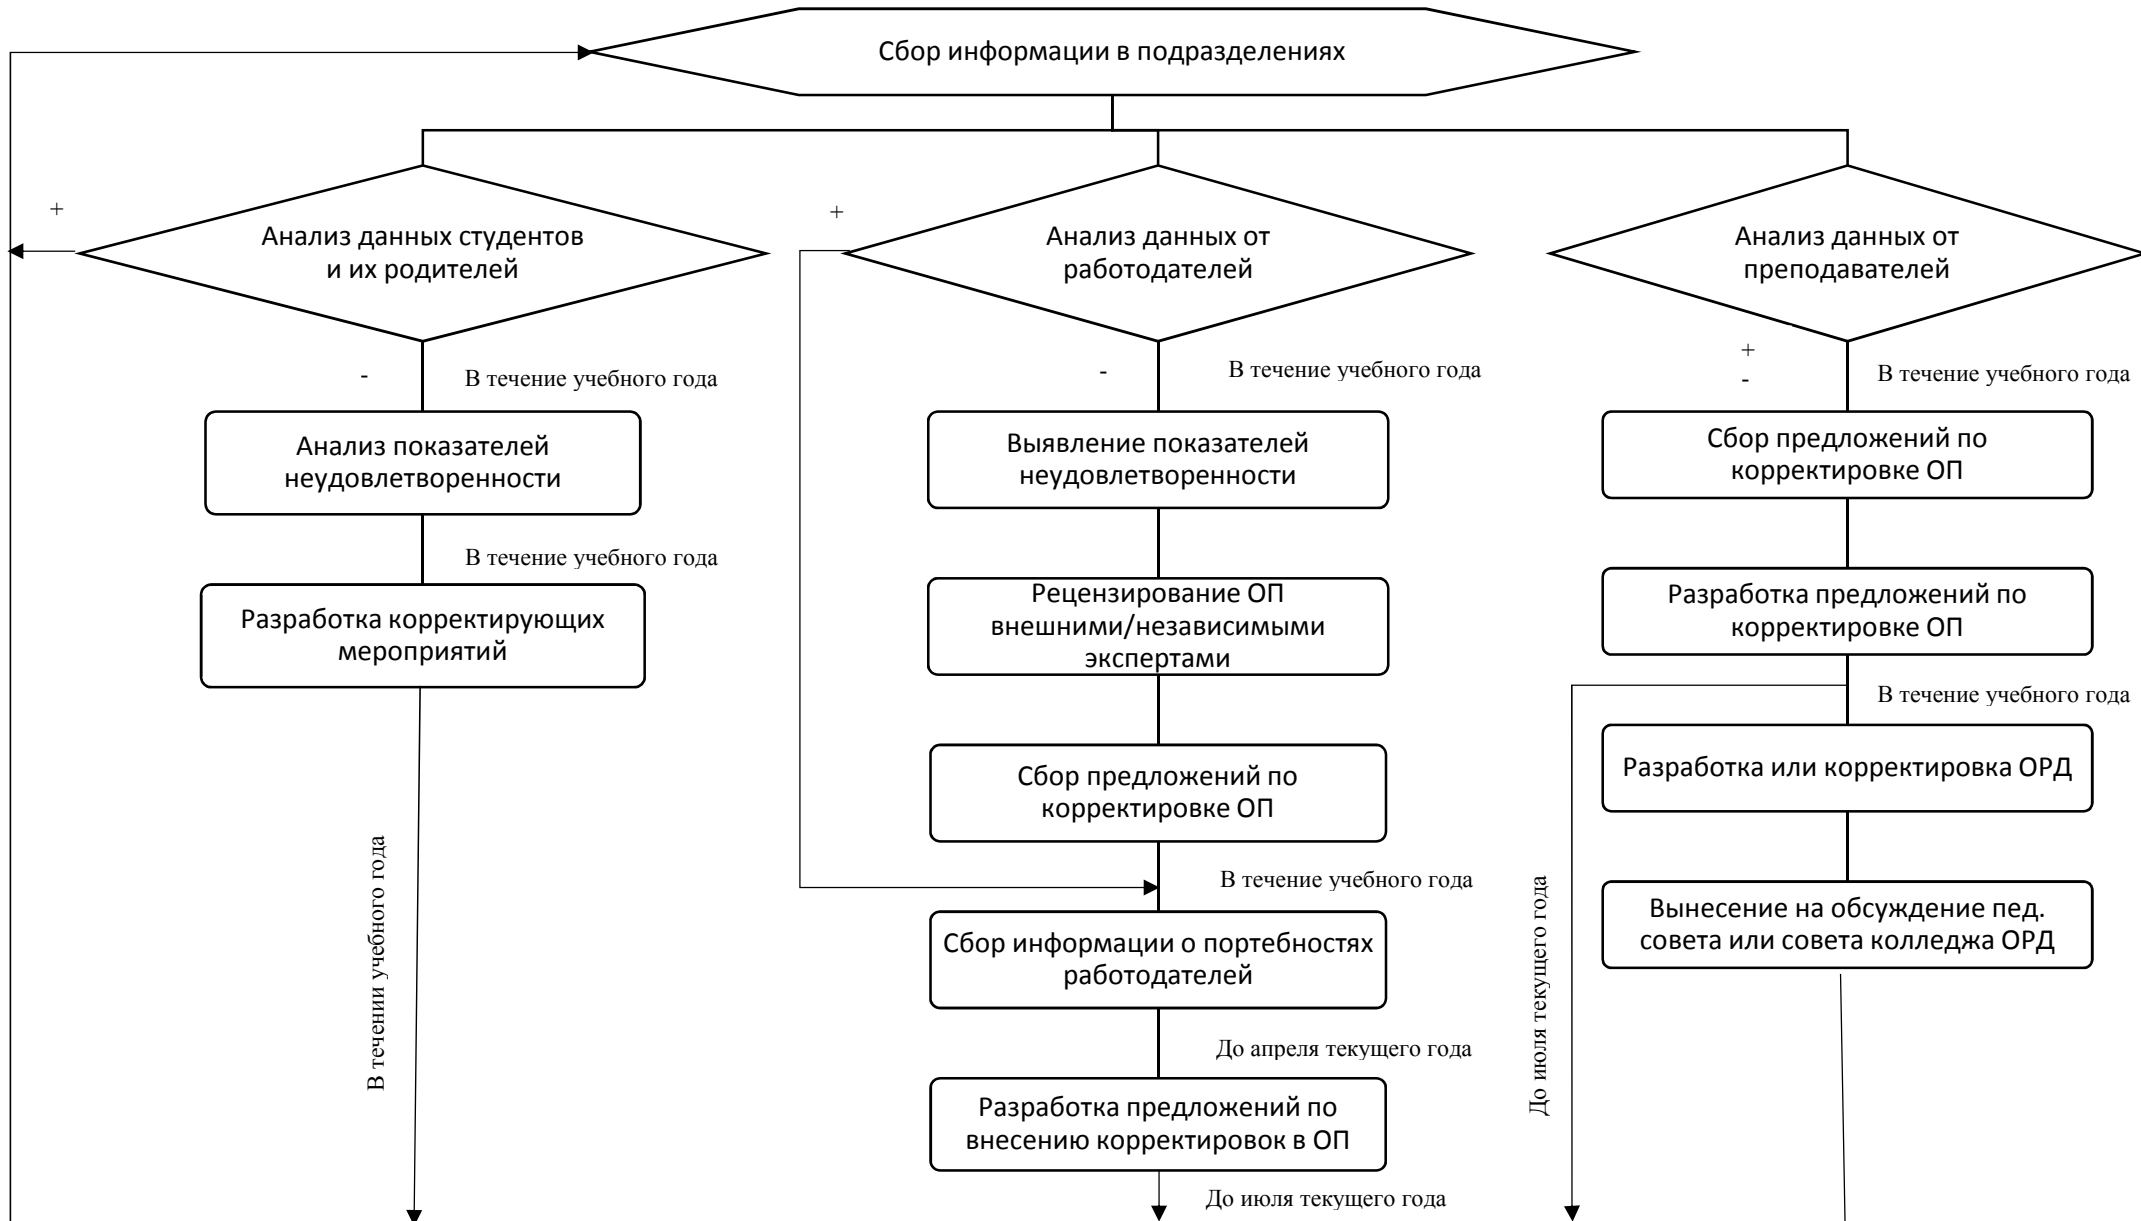 Сбор информации в подразделениях
+
Анализ данных студентов
и их родителей
-
В течение учебного года
Анализ показателей
неудовлетворенности
В течение учебного года
Разработка корректирующих
мероприятий
В течении учебного года
+
Анализ данных от
работодателей
-
В течение учебного года
Выявление показателей
неудовлетворенности
Рецензирование ОП
внешними/независимыми
экспертами
Сбор предложений по
корректировке ОП
В течение учебного года
Сбор информации о портебностях
работодателей
До апреля текущего года
Разработка предложений по
внесению корректировок в ОП
До июля текущего года
Анализ данных от
преподавателей
+
-
В течение учебного года
Сбор предложений по
корректировке ОП
Разработка предложений по
корректировке ОП
В течение учебного года
Разработка или корректировка ОРД
Вынесение на обсуждение пед.
совета или совета колледжа ОРД
До июля текущего года